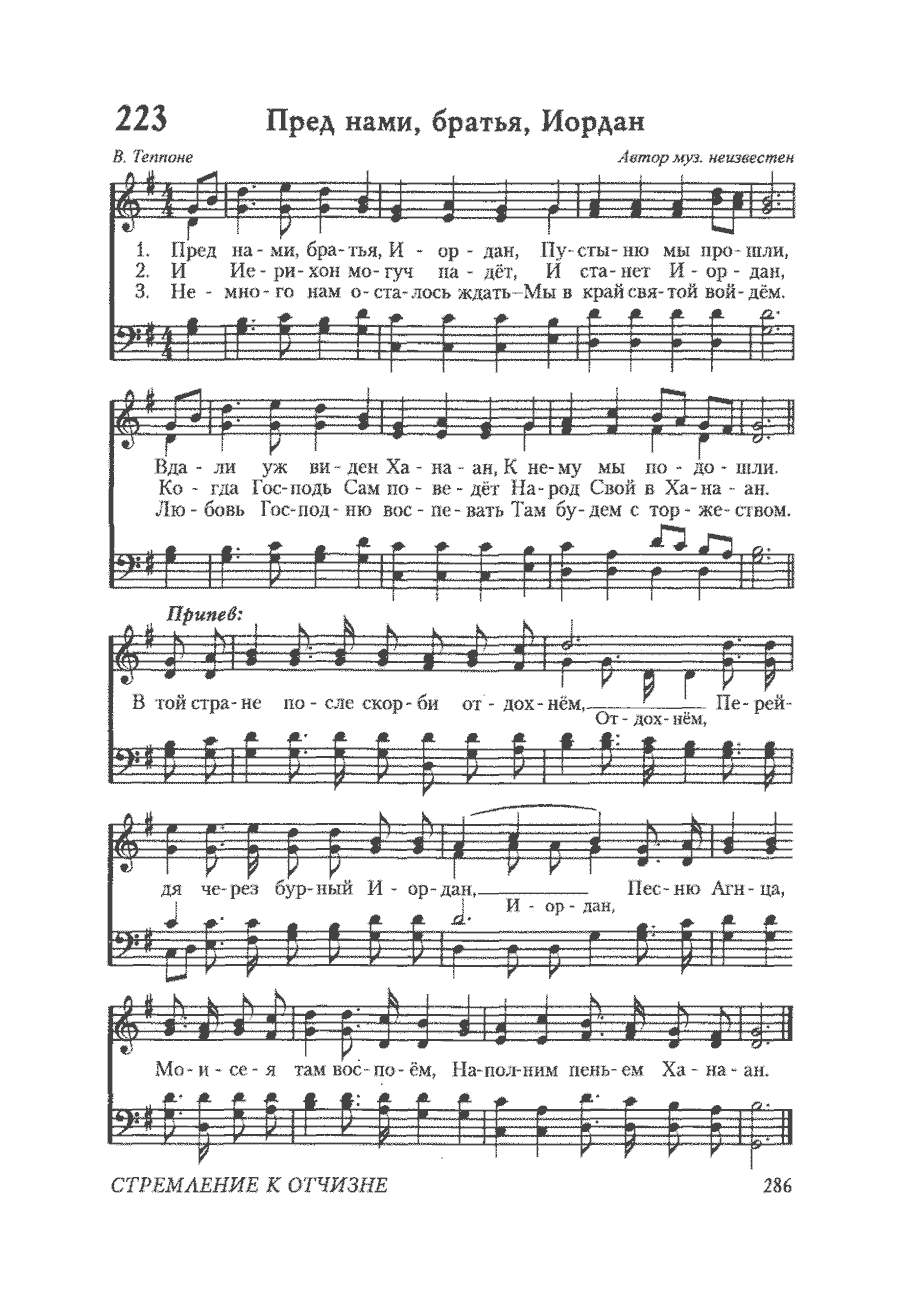 223 Пред нами, братья, Иордан
В. Теппоне Автор муз. неизвестен
1. Пред на - ми, бра - тья, И - ор - дан, Пу - сты - ню мы про - шли,
2. И Ие - ри - хон мо - гуч па - дёт, И ста - нет И - ор - дан,
3. Не - мно - го нам о - ста - лось ждать – Мы в край свя - той вой - дём.
Вда - ли уж ви - ден Ха - на - ан, К не - му мы по - до - шли.
Ко - гда Гос - подь Сам по - ве - дёт На - род Свой в Ха - на - ан.
Лю - бовь Гос - под - ню вос - пе - вать Там бу - дем с тор - же - ством.
Припев:
В той стра - не по - сле скор - би от - дох - нём, Пе - рей-
От - дох - нём,
дя че - рез бур - ный И - ор - дан, Пес - ню Агн - ца,
И - ор - дан,
Мо - и - се - я там вос - по - ём, На - пол - ним пень - ем Ха - на - ан.
СТРЕМЛЕНИЕ К ОТЧИЗНЕ 286